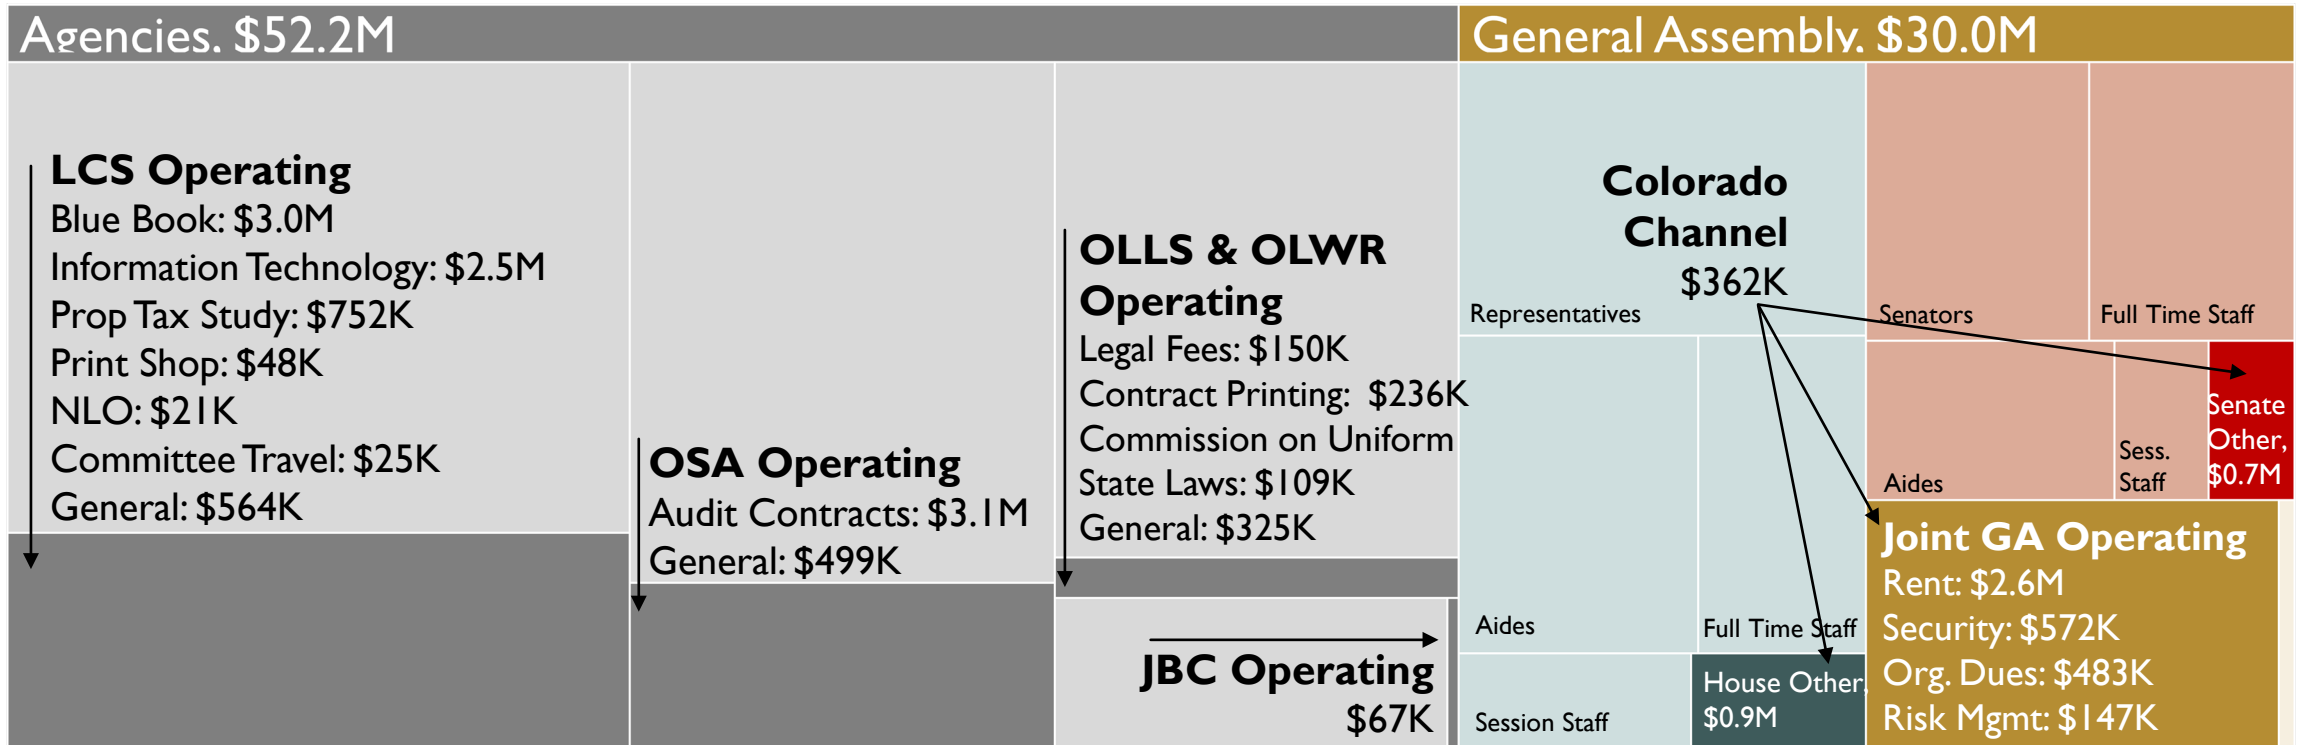 Agencies. $52.2M
General Assembly. $30.0M
LCS Operating
Blue Book: $3.0M
Information Technology: $2.5M
Prop Tax Study: $752K
Print Shop: $48K
NLO: $21K
Committee Travel: $25K
General: $564K
OSA Operating
Audit Contracts: $3.1M
General: $499K
OLLS & OLWR
Operating
Legal Fees: $150K
Contract Printing: $236K
Commission on Uniform
State Laws: $109K
General: $325K
JBC Operating
$67K
Colorado
Channel
$362K
Representatives
Aides
Full Time Staff
Session Staff
House Other,
$0.9M
Senators
Full Time Staff
Aides
Sess.
Staff
Senate
Other,
$0.7M
Joint GA Operating
Rent: $2.6M
Security: $572K
Org. Dues: $483K
Risk Mgmt: $147K